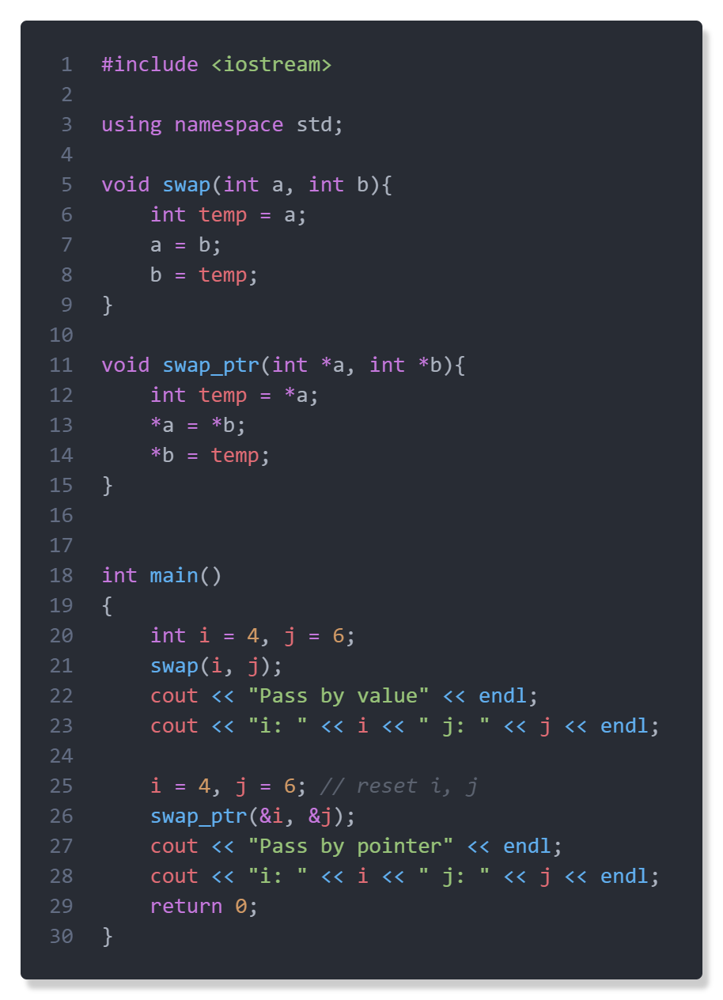 1 #include <iostream>
2
3 using namespace std;
4
5 void swap(int a, int b){
6     int temp = a;
7     a = b;
8     b = temp;
9 }
10
11 void swap_ptr(int *a, int *b){
12     int temp = *a;
13     *a = *b;
14     *b = temp;
15 }
16
17
18 int main()
19 {
20     int i = 4, j = 6;
21     swap(i, j);
22     cout << "Pass by value" << endl;
23     cout << "i: " << i << " j: " << j << endl;
24
25     i = 4, j = 6; // reset i, j
26     swap_ptr(&i, &j);
27     cout << "Pass by pointer" << endl;
28     cout << "i: " << i << " j: " << j << endl;
29     return 0;
30 }